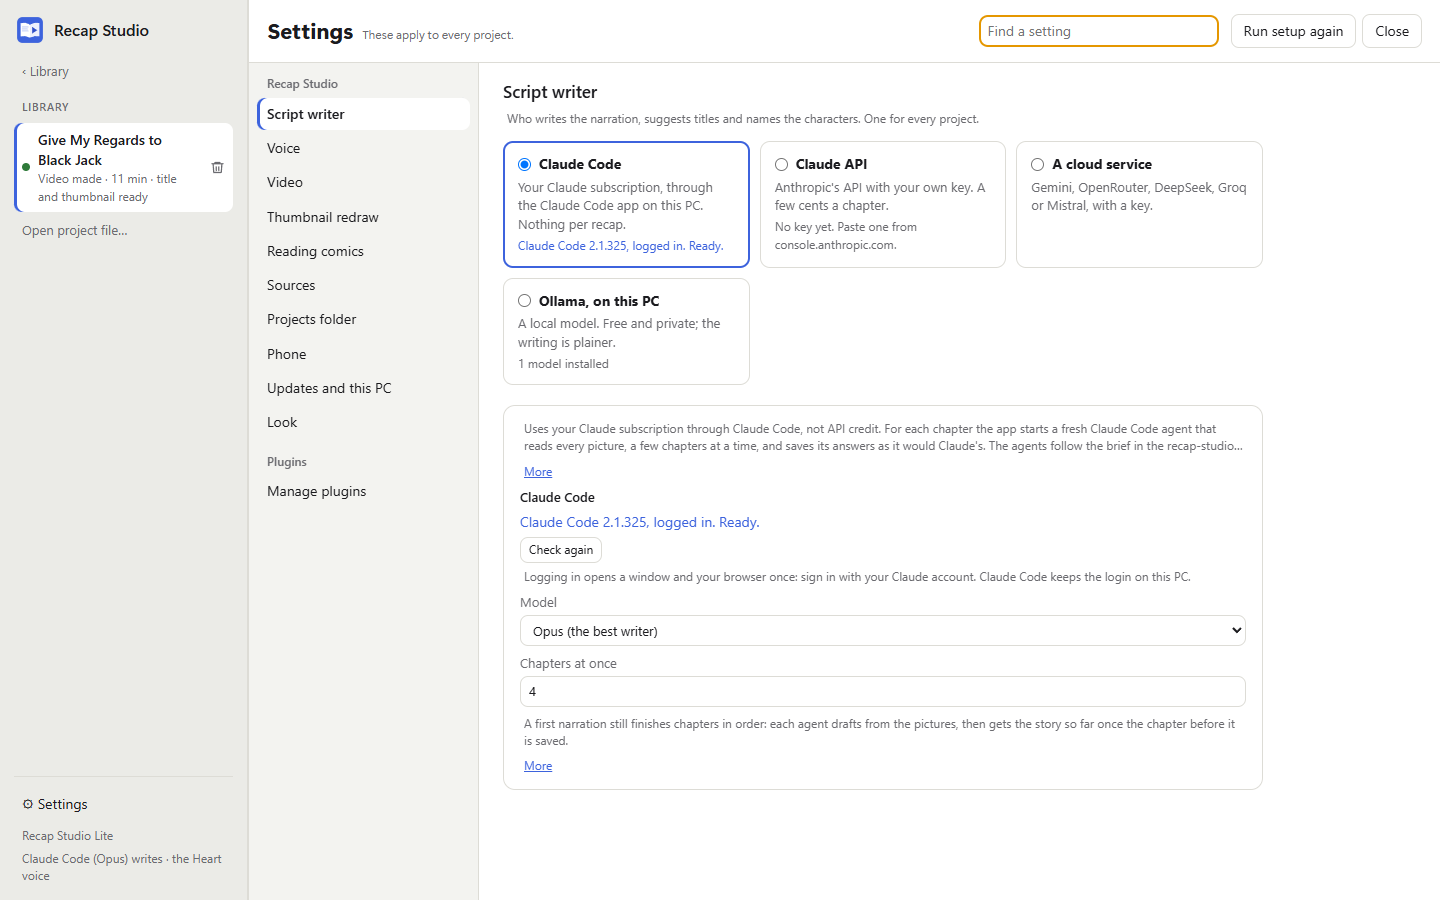 Recap Studio
‹ Library
LIBRARY
Give My Regards to
Black Jack
Video made · 11 min · title
and thumbnail ready
Open project file...
Settings
Recap Studio Lite
Claude Code (Opus) writes · the Heart
voice
Settings These apply to every project.
Find a setting
Run setup again
Close
Recap Studio
Script writer
Voice
Video
Thumbnail redraw
Reading comics
Sources
Projects folder
Phone
Updates and this PC
Look
Plugins
Manage plugins
Script writer
Who writes the narration, suggests titles and names the characters. One for every project.
Claude Code
Your Claude subscription, through
the Claude Code app on this PC.
Nothing per recap.
Claude Code 2.1.325, logged in. Ready.
Claude API
Anthropic's API with your own key. A
few cents a chapter.
No key yet. Paste one from
console.anthropic.com.
A cloud service
Gemini, OpenRouter, DeepSeek, Groq
or Mistral, with a key.
Ollama, on this PC
A local model. Free and private; the
writing is plainer.
1 model installed
Uses your Claude subscription through Claude Code, not API credit. For each chapter the app starts a fresh Claude Code agent that
reads every picture, a few chapters at a time, and saves its answers as it would Claude's. The agents follow the brief in the recap-studio...
More
Claude Code
Claude Code 2.1.325, logged in. Ready.
Check again
Logging in opens a window and your browser once: sign in with your Claude account. Claude Code keeps the login on this PC.
Model
Opus (the best writer)
Chapters at once
4
A first narration still finishes chapters in order: each agent drafts from the pictures, then gets the story so far once the chapter before it
is saved.
More